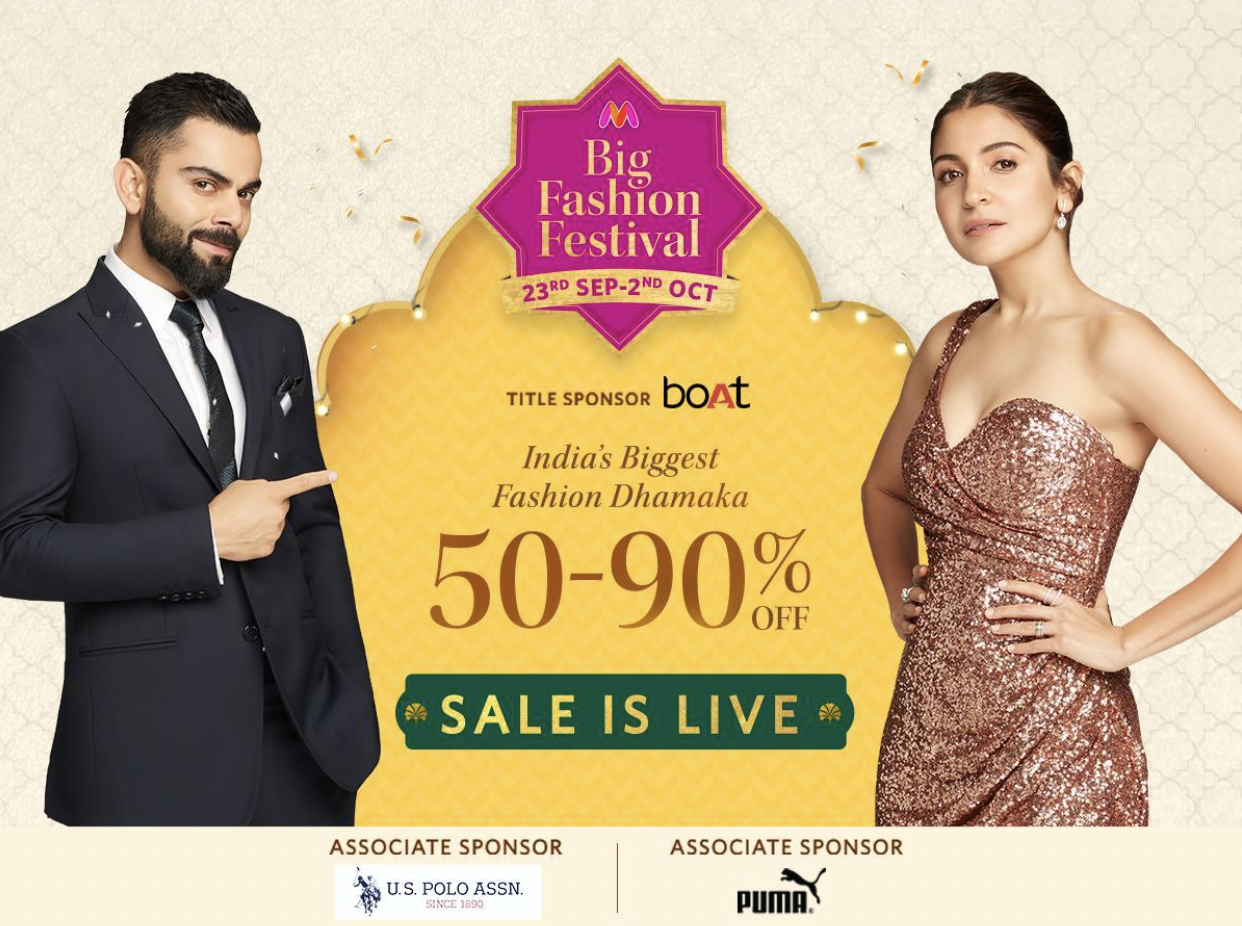 Big
Fashion
Festival
23RD SEP-2ND OCT
TITLE SPONSOR boAt
India's Biggest
Fashion Dhamaka
50-90% OFF
SALE IS LIVE
ASSOCIATE SPONSOR
U.S. POLO ASSN.
SINCE 1890
ASSOCIATE SPONSOR
PUMA